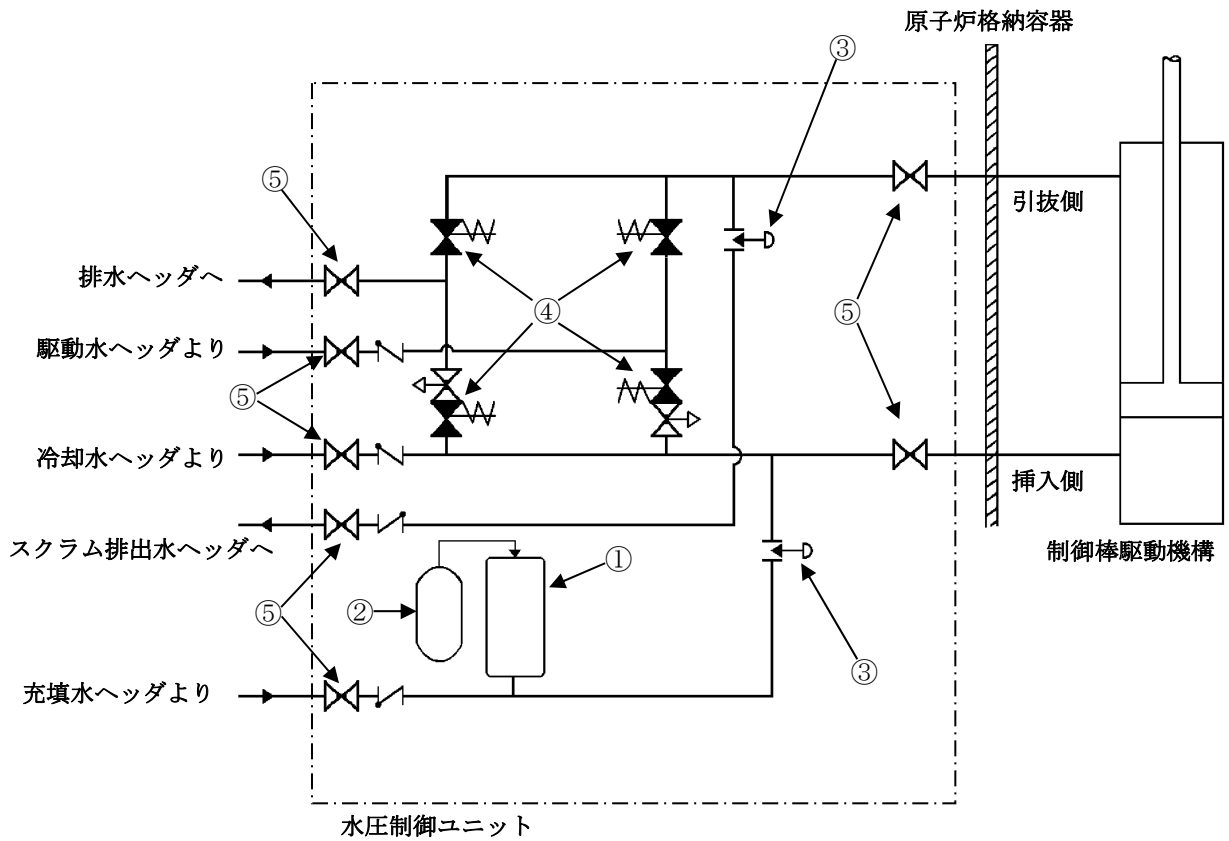 原子炉格納容器
③
⑤
引抜側
排水ヘッダへ
④
⑤
駆動水ヘッダより
⑤
冷却水ヘッダより
挿入側
スクラム排出水ヘッダへ
制御棒駆動機構
①
②
⑤
③
充填水ヘッダより
水圧制御ユニット